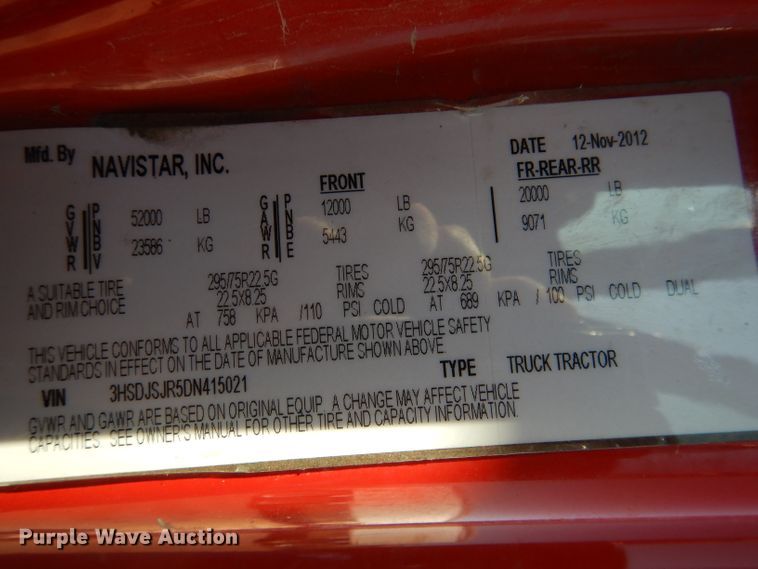 Mfd. By NAVISTAR, INC. DATE 12-Nov-2012
FRONT FR-REAR-RR
GVWR PNBV 52000 LB GAWR PNBE 12000 LB 20000 LB
23586 KG 5443 KG 9071 KG
A SUITABLE TIRE 295/75R22.5G TIRES 295/75R22.5G TIRES
AND RIM CHOICE 22.5X8.25 RIMS 22.5X8.25 RIMS
AT 758 KPA /110 PSI COLD AT 689 KPA /100 PSI COLD DUAL
THIS VEHICLE CONFORMS TO ALL APPLICABLE FEDERAL MOTOR VEHICLE SAFETY
STANDARDS IN EFFECT ON THE DATE OF MANUFACTURE SHOWN ABOVE.
VIN 3HSDJSJR5DN415021 TYPE TRUCK TRACTOR
GVWR AND GAWR ARE BASED ON ORIGINAL EQUIP. A CHANGE MAY AFFECT VEHICLE
CAPACITIES. SEE OWNER'S MANUAL FOR OTHER TIRE AND CAPACITY INFORMATION.
Purple Wave Auction